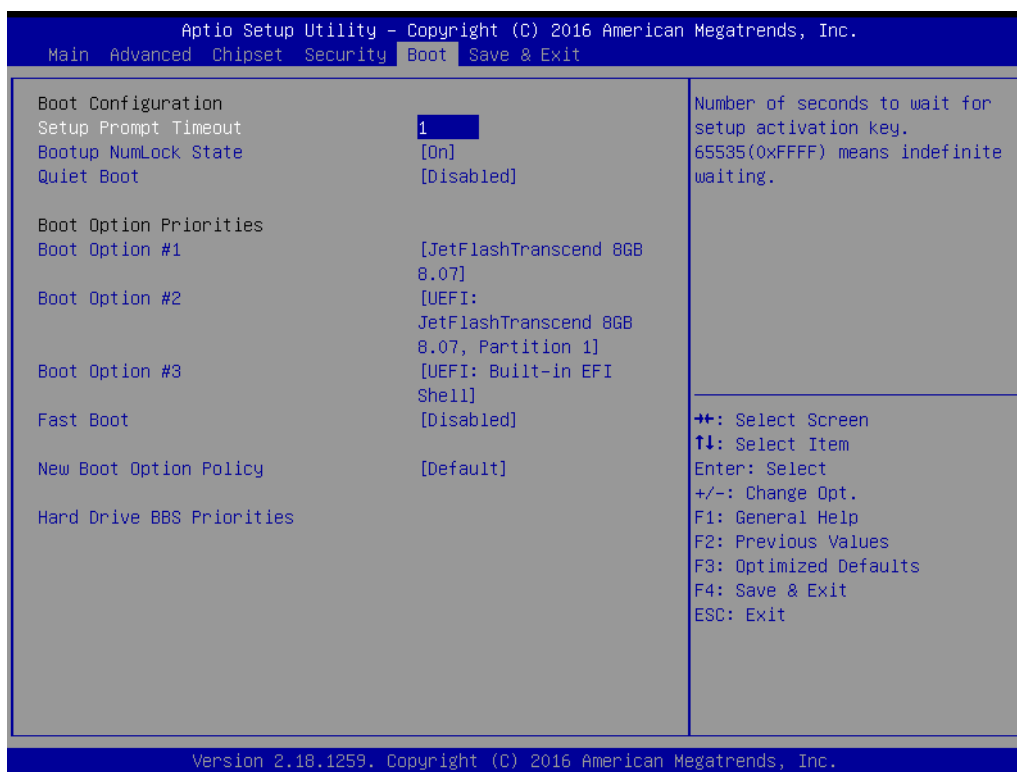 Aptio Setup Utility – Copyright (C) 2016 American Megatrends, Inc.
Main Advanced Chipset Security Boot Save & Exit
Boot Configuration
Setup Prompt Timeout 1
Bootup NumLock State [On]
Quiet Boot [Disabled]
Boot Option Priorities
Boot Option #1 [JetFlashTranscend 8GB
8.07]
Boot Option #2 [UEFI:
JetFlashTranscend 8GB
8.07, Partition 1]
Boot Option #3 [UEFI: Built-in EFI
Shell]
Fast Boot [Disabled]
New Boot Option Policy [Default]
Hard Drive BBS Priorities
Number of seconds to wait for
setup activation key.
65535(0xFFFF) means indefinite
waiting.
→←: Select Screen
↑↓: Select Item
Enter: Select
+/-: Change Opt.
F1: General Help
F2: Previous Values
F3: Optimized Defaults
F4: Save & Exit
ESC: Exit
Version 2.18.1259. Copyright (C) 2016 American Megatrends, Inc.